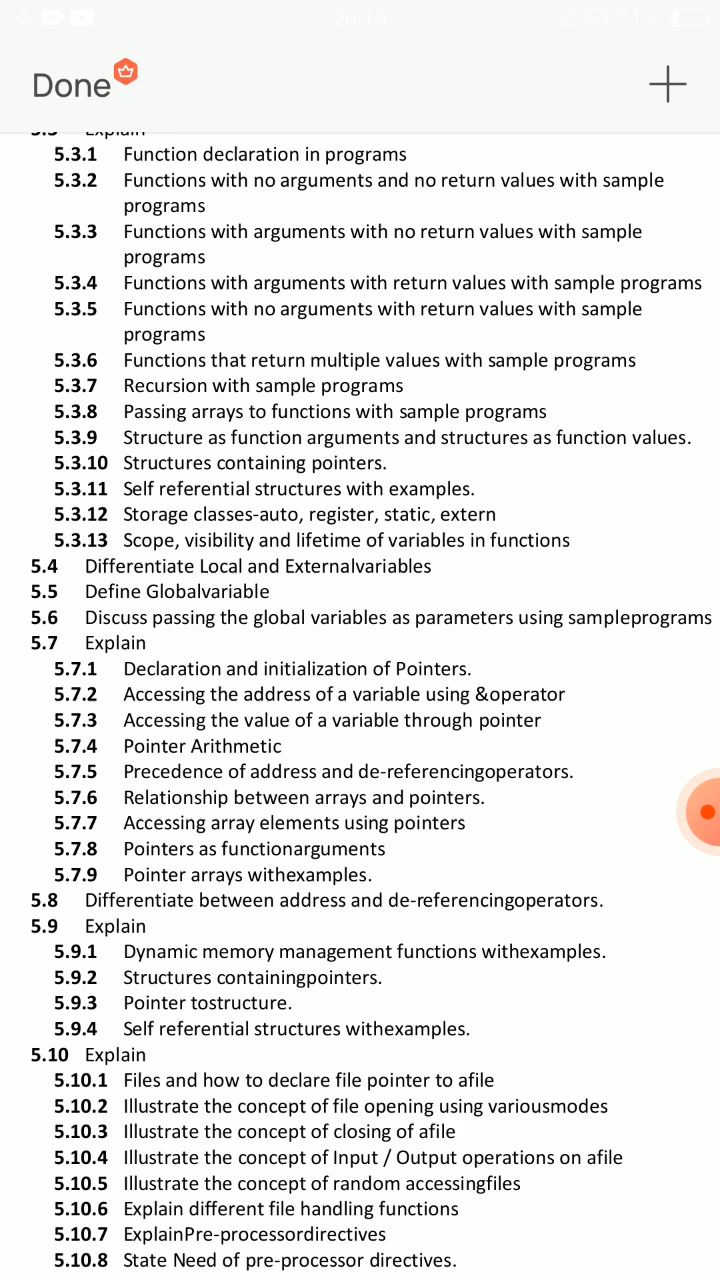 20:19
21%
Done
5.3 Explain
5.3.1 Function declaration in programs
5.3.2 Functions with no arguments and no return values with sample
programs
5.3.3 Functions with arguments with no return values with sample
programs
5.3.4 Functions with arguments with return values with sample programs
5.3.5 Functions with no arguments with return values with sample
programs
5.3.6 Functions that return multiple values with sample programs
5.3.7 Recursion with sample programs
5.3.8 Passing arrays to functions with sample programs
5.3.9 Structure as function arguments and structures as function values.
5.3.10 Structures containing pointers.
5.3.11 Self referential structures with examples.
5.3.12 Storage classes-auto, register, static, extern
5.3.13 Scope, visibility and lifetime of variables in functions
5.4 Differentiate Local and Externalvariables
5.5 Define Globalvariable
5.6 Discuss passing the global variables as parameters using sampleprograms
5.7 Explain
5.7.1 Declaration and initialization of Pointers.
5.7.2 Accessing the address of a variable using &operator
5.7.3 Accessing the value of a variable through pointer
5.7.4 Pointer Arithmetic
5.7.5 Precedence of address and de-referencingoperators.
5.7.6 Relationship between arrays and pointers.
5.7.7 Accessing array elements using pointers
5.7.8 Pointers as functionarguments
5.7.9 Pointer arrays withexamples.
5.8 Differentiate between address and de-referencingoperators.
5.9 Explain
5.9.1 Dynamic memory management functions withexamples.
5.9.2 Structures containingpointers.
5.9.3 Pointer tostructure.
5.9.4 Self referential structures withexamples.
5.10 Explain
5.10.1 Files and how to declare file pointer to afile
5.10.2 Illustrate the concept of file opening using variousmodes
5.10.3 Illustrate the concept of closing of afile
5.10.4 Illustrate the concept of Input / Output operations on afile
5.10.5 Illustrate the concept of random accessingfiles
5.10.6 Explain different file handling functions
5.10.7 ExplainPre-processordirectives
5.10.8 State Need of pre-processor directives.